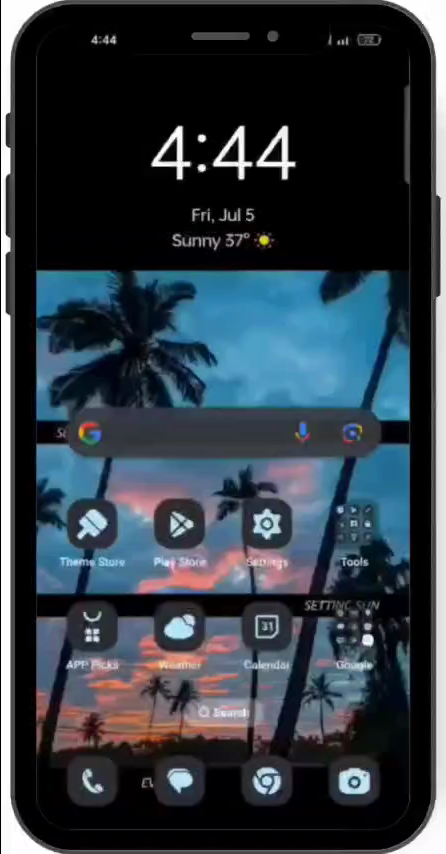 4:44
4:44
Fri, Jul 5
Sunny 37°
Theme Store Play Store Settings Tools
31
SETTING SUN
APP Picks Weather Calendar Google
Search